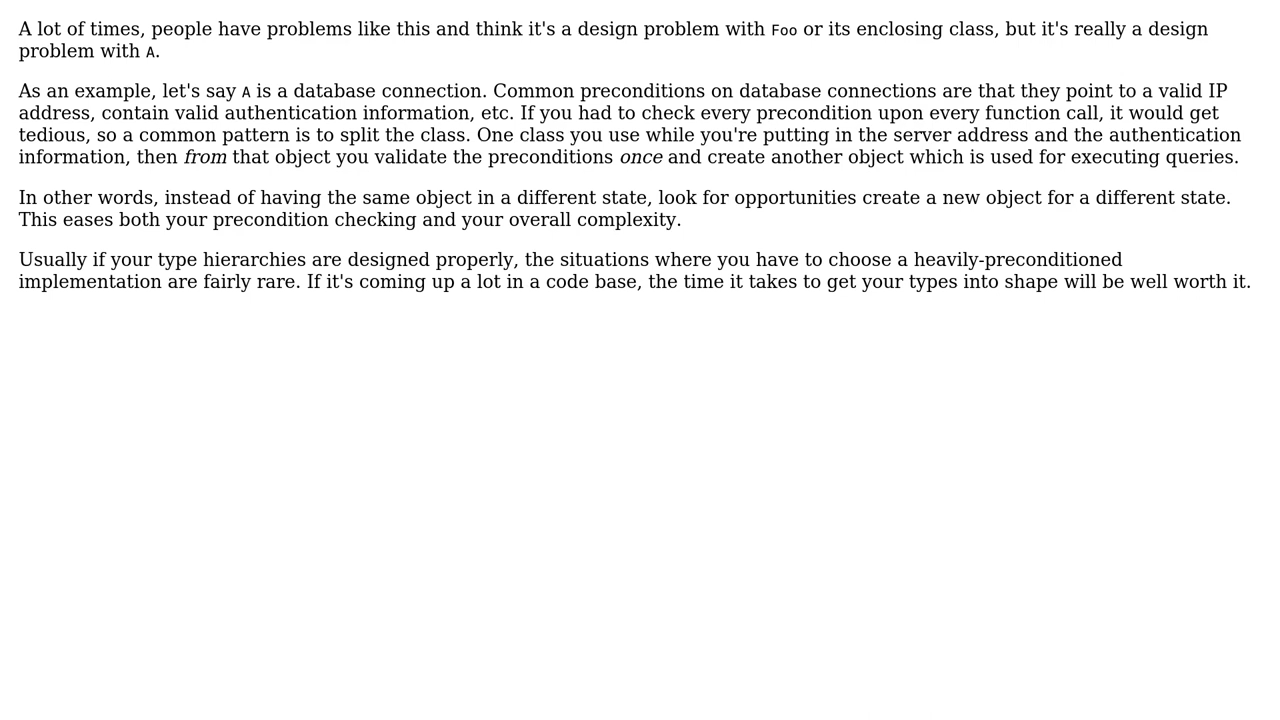 A lot of times, people have problems like this and think it's a design problem with Foo or its enclosing class, but it's really a design
problem with A.
As an example, let's say A is a database connection. Common preconditions on database connections are that they point to a valid IP
address, contain valid authentication information, etc. If you had to check every precondition upon every function call, it would get
tedious, so a common pattern is to split the class. One class you use while you're putting in the server address and the authentication
information, then from that object you validate the preconditions once and create another object which is used for executing queries.
In other words, instead of having the same object in a different state, look for opportunities create a new object for a different state.
This eases both your precondition checking and your overall complexity.
Usually if your type hierarchies are designed properly, the situations where you have to choose a heavily-preconditioned
implementation are fairly rare. If it's coming up a lot in a code base, the time it takes to get your types into shape will be well worth it.